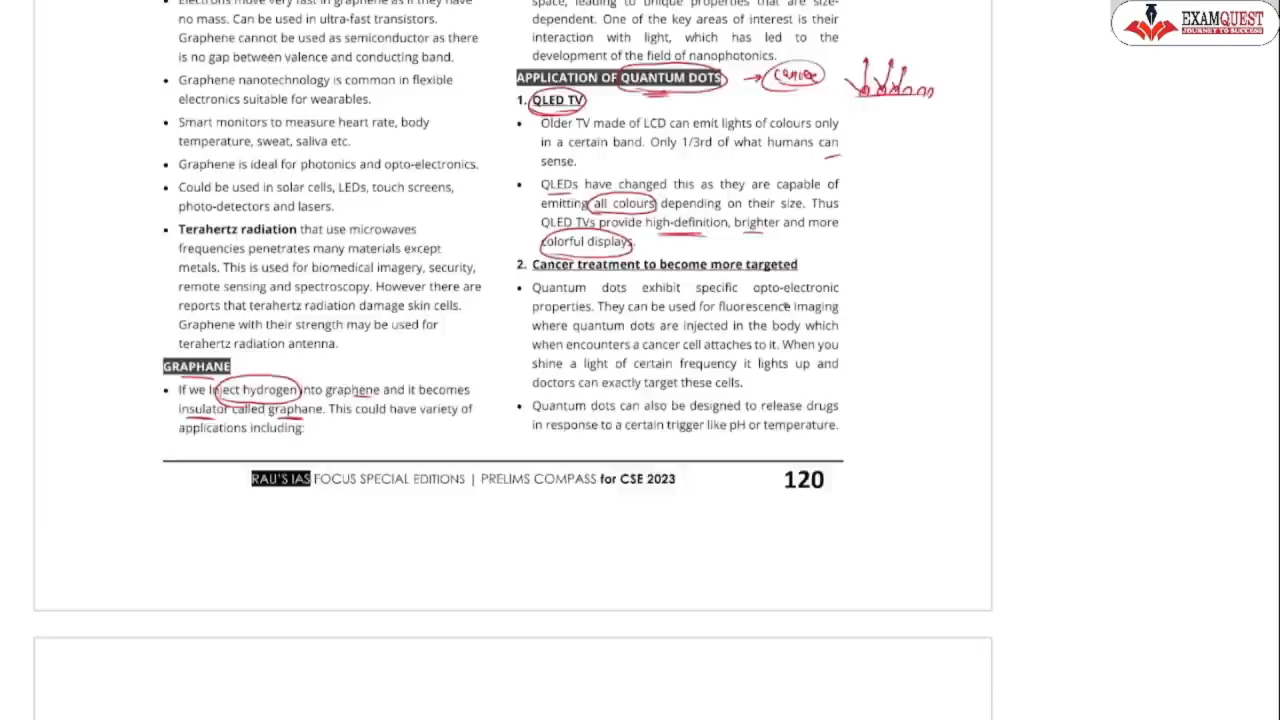 Electrons move very fast in graphene as if they have
no mass. Can be used in ultra-fast transistors.
Graphene cannot be used as semiconductor as there
is no gap between valence and conducting band.
• Graphene nanotechnology is common in flexible
electronics suitable for wearables.
• Smart monitors to measure heart rate, body
temperature, sweat, saliva etc.
• Graphene is ideal for photonics and opto-electronics.
• Could be used in solar cells, LEDs, touch screens,
photo-detectors and lasers.
• Terahertz radiation that use microwaves
frequencies penetrates many materials except
metals. This is used for biomedical imagery, security,
remote sensing and spectroscopy. However there are
reports that terahertz radiation damage skin cells.
Graphene with their strength may be used for
terahertz radiation antenna.
GRAPHANE
• If we Inject hydrogen into graphene and it becomes
insulator called graphane. This could have variety of
applications including:
space, leading to unique properties that are size-
dependent. One of the key areas of interest is their
interaction with light, which has led to the
development of the field of nanophotonics.
APPLICATION OF QUANTUM DOTS → cancer
1. QLED TV
• Older TV made of LCD can emit lights of colours only
in a certain band. Only 1/3rd of what humans can
sense.
• QLEDs have changed this as they are capable of
emitting all colours depending on their size. Thus
QLED TVs provide high-definition, brighter and more
colorful displays.
2. Cancer treatment to become more targeted
• Quantum dots exhibit specific opto-electronic
properties. They can be used for fluorescence imaging
where quantum dots are injected in the body which
when encounters a cancer cell attaches to it. When you
shine a light of certain frequency it lights up and
doctors can exactly target these cells.
• Quantum dots can also be designed to release drugs
in response to a certain trigger like pH or temperature.
RAU'S IAS FOCUS SPECIAL EDITIONS | PRELIMS COMPASS for CSE 2023 120
EXAMQUEST
JOURNEY TO SUCCESS